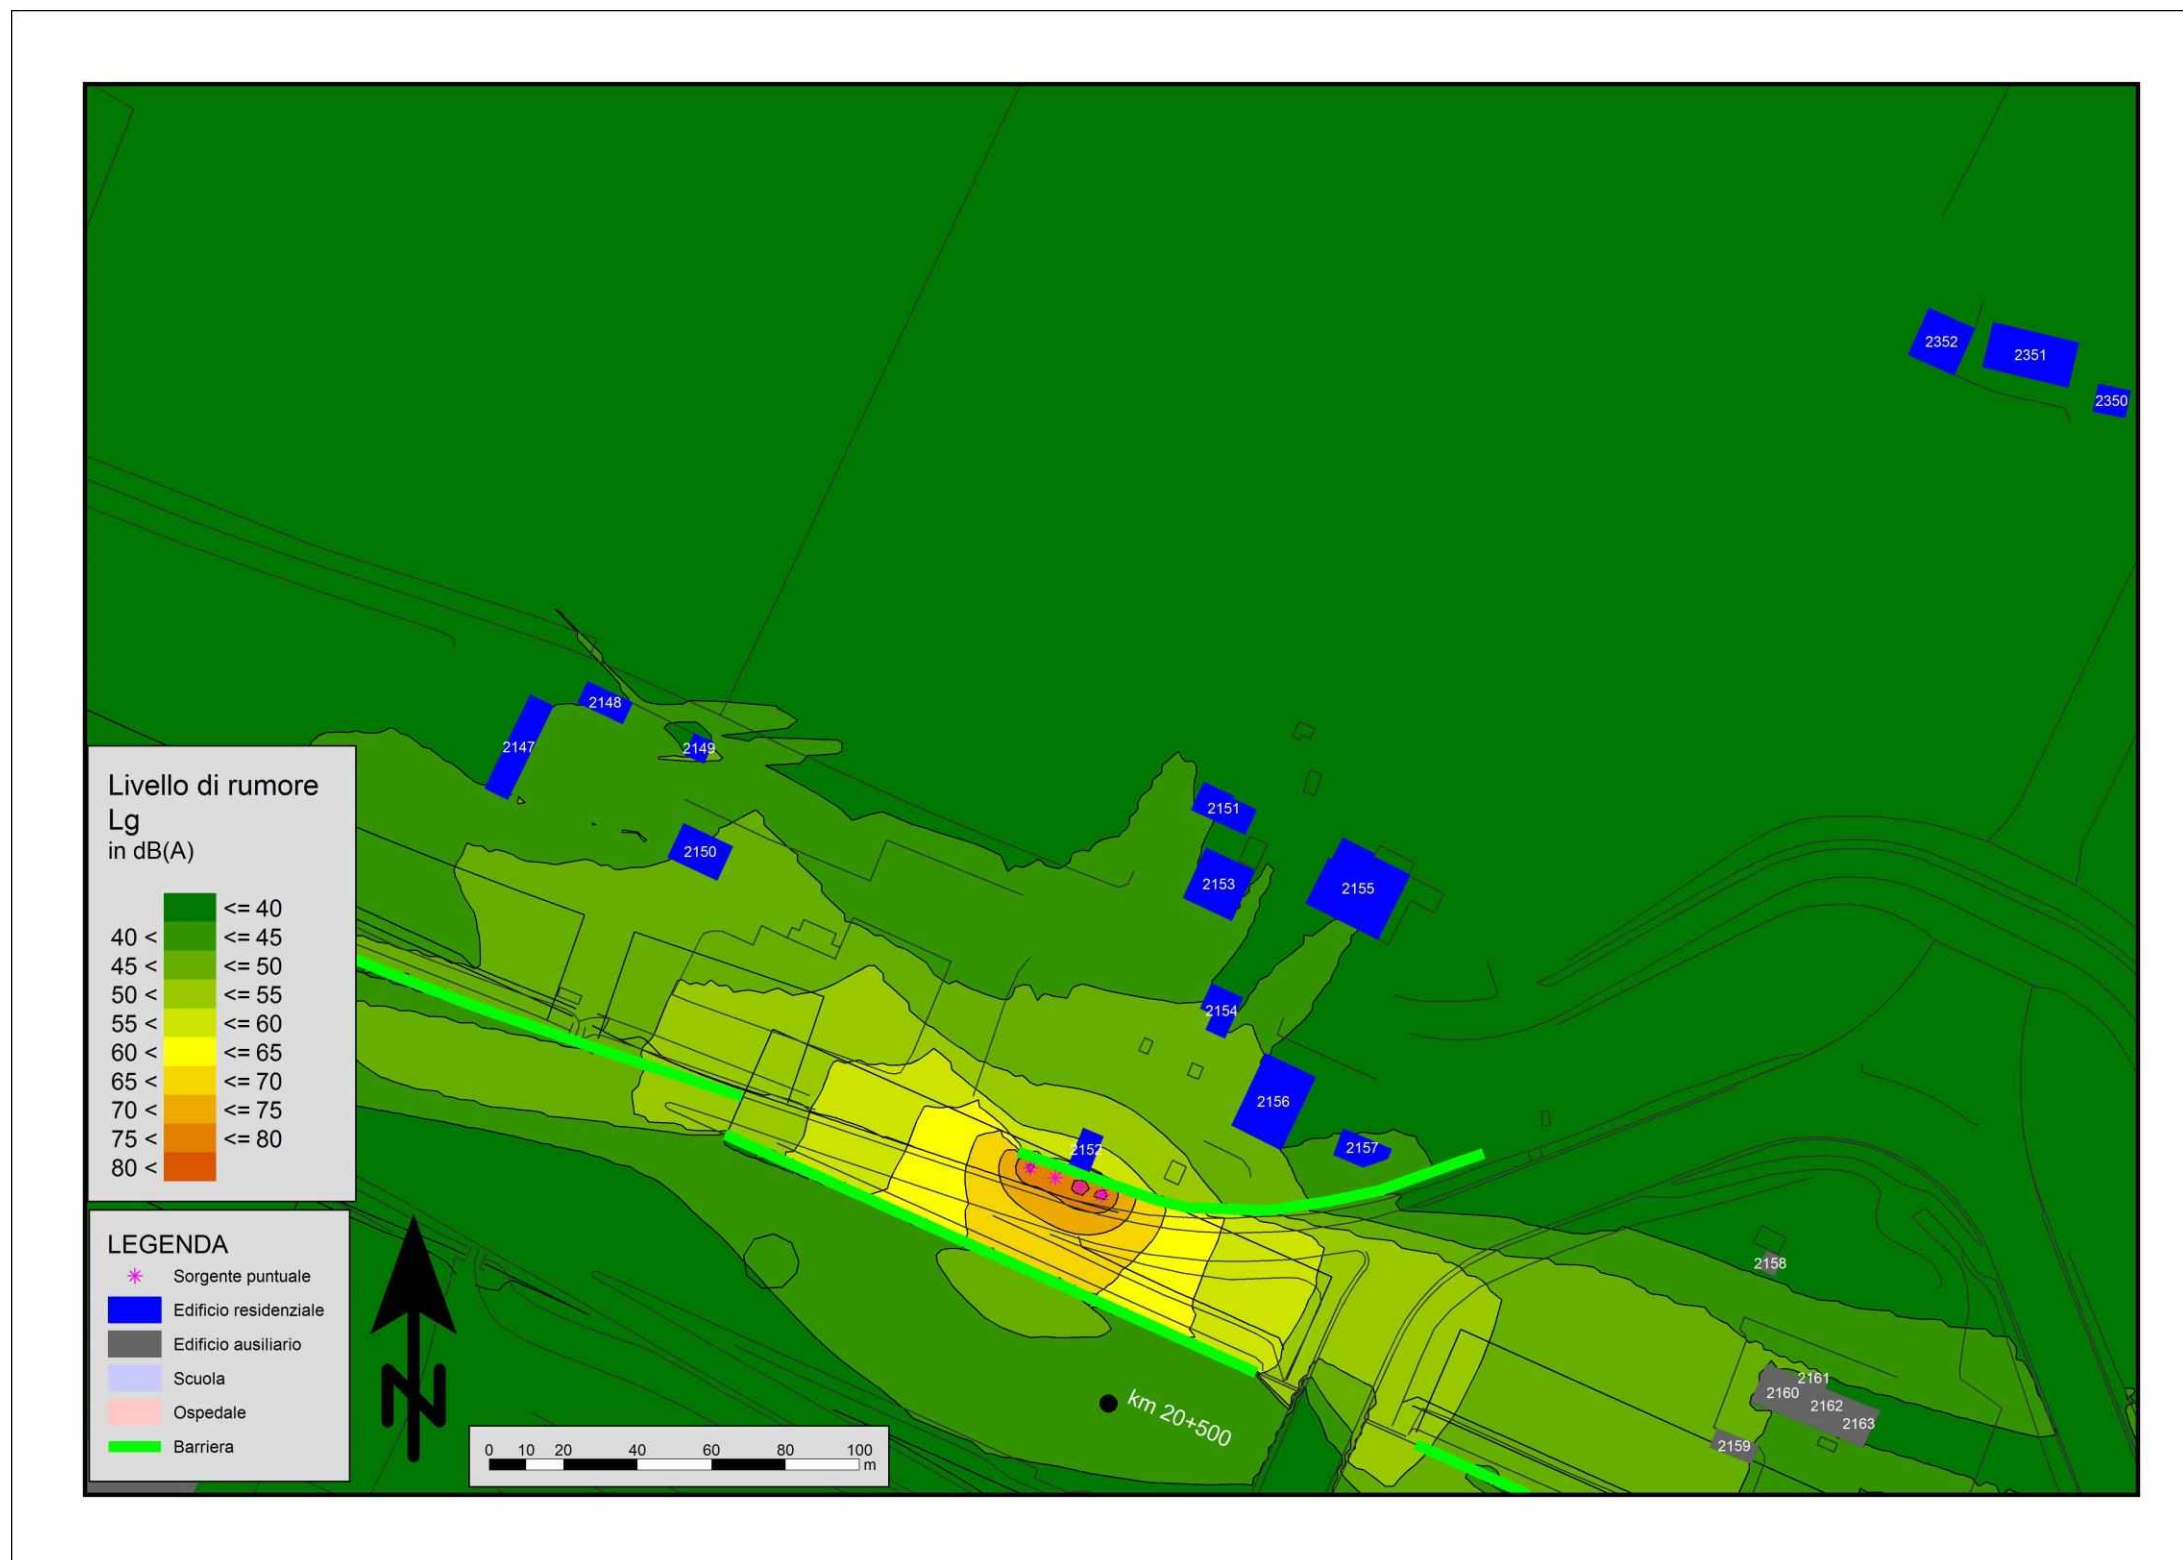 2352
2351
2350
2148
2147
2149
2150
2151
2153
2155
2154
2156
2152
2157
2158
2161
2160
2162
2163
2159
km 20+500
Livello di rumore
Lg
in dB(A)
<= 40
40 < <= 45
45 < <= 50
50 < <= 55
55 < <= 60
60 < <= 65
65 < <= 70
70 < <= 75
75 < <= 80
80 <
LEGENDA
Sorgente puntuale
Edificio residenziale
Edificio ausiliario
Scuola
Ospedale
Barriera
N
0 10 20 40 60 80 100
m